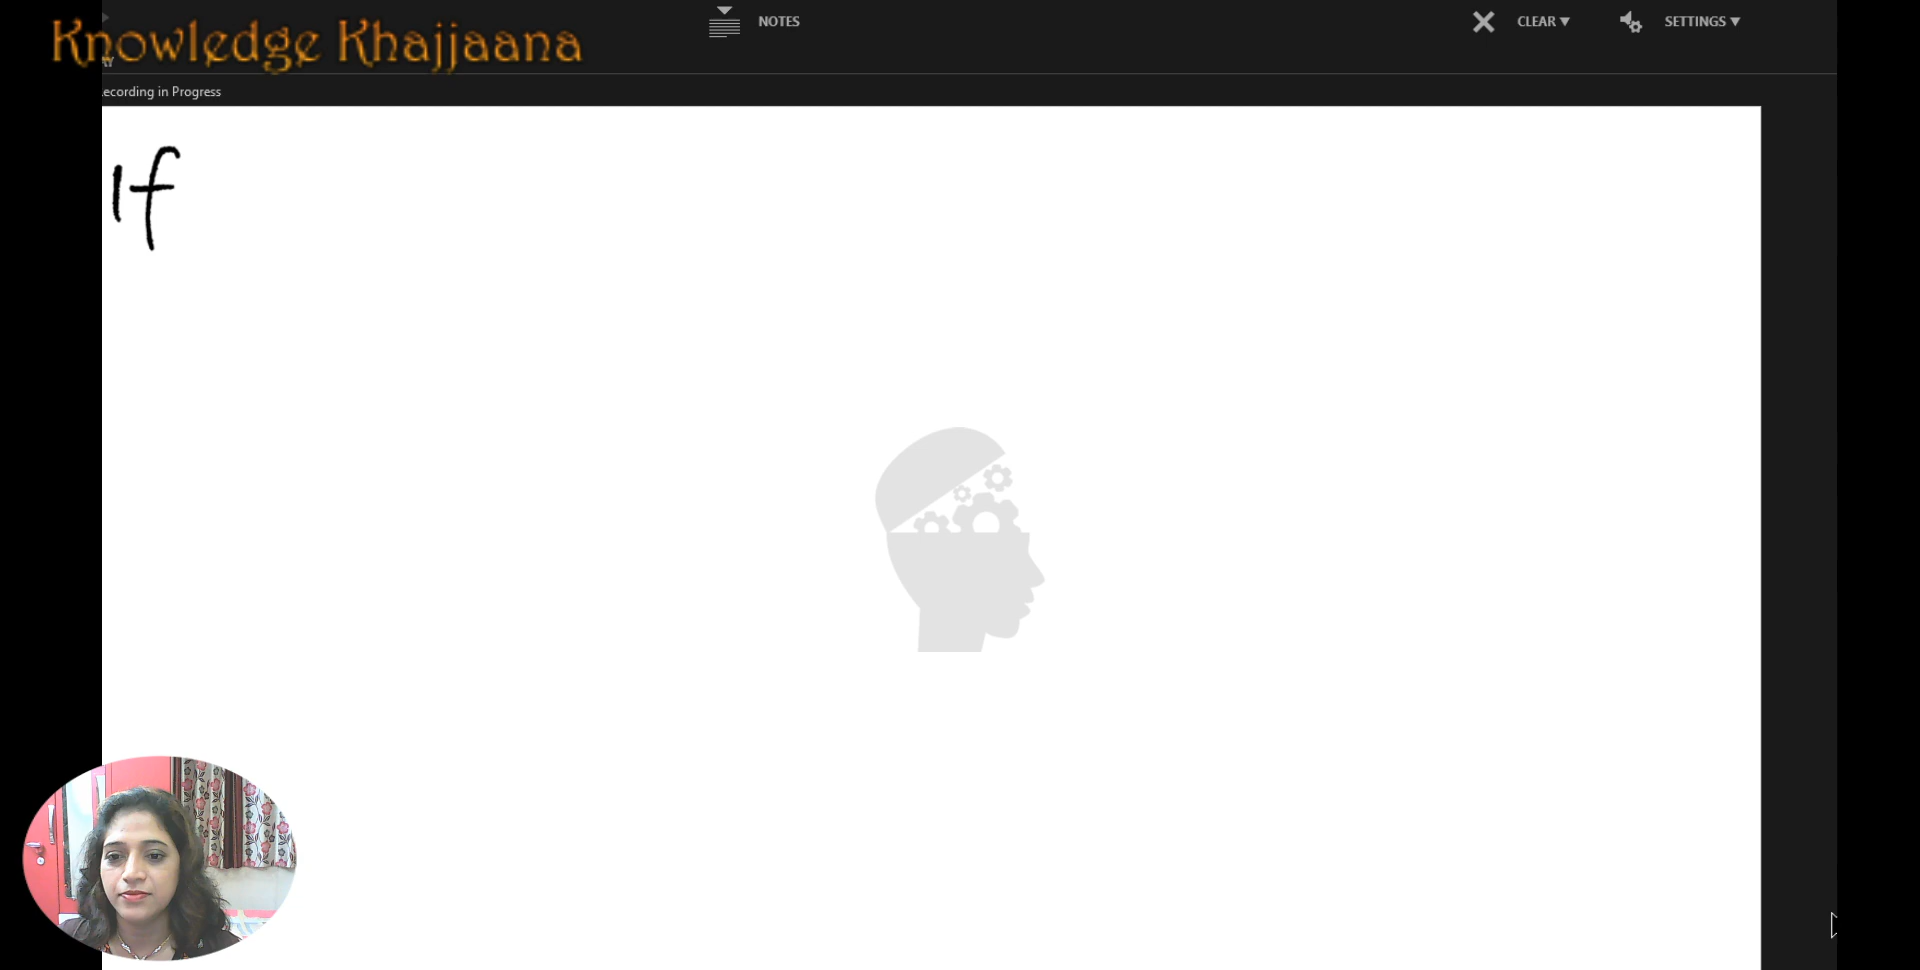 Knowledge Khajjaana
NOTES
CLEAR
SETTINGS
ecording in Progress
If